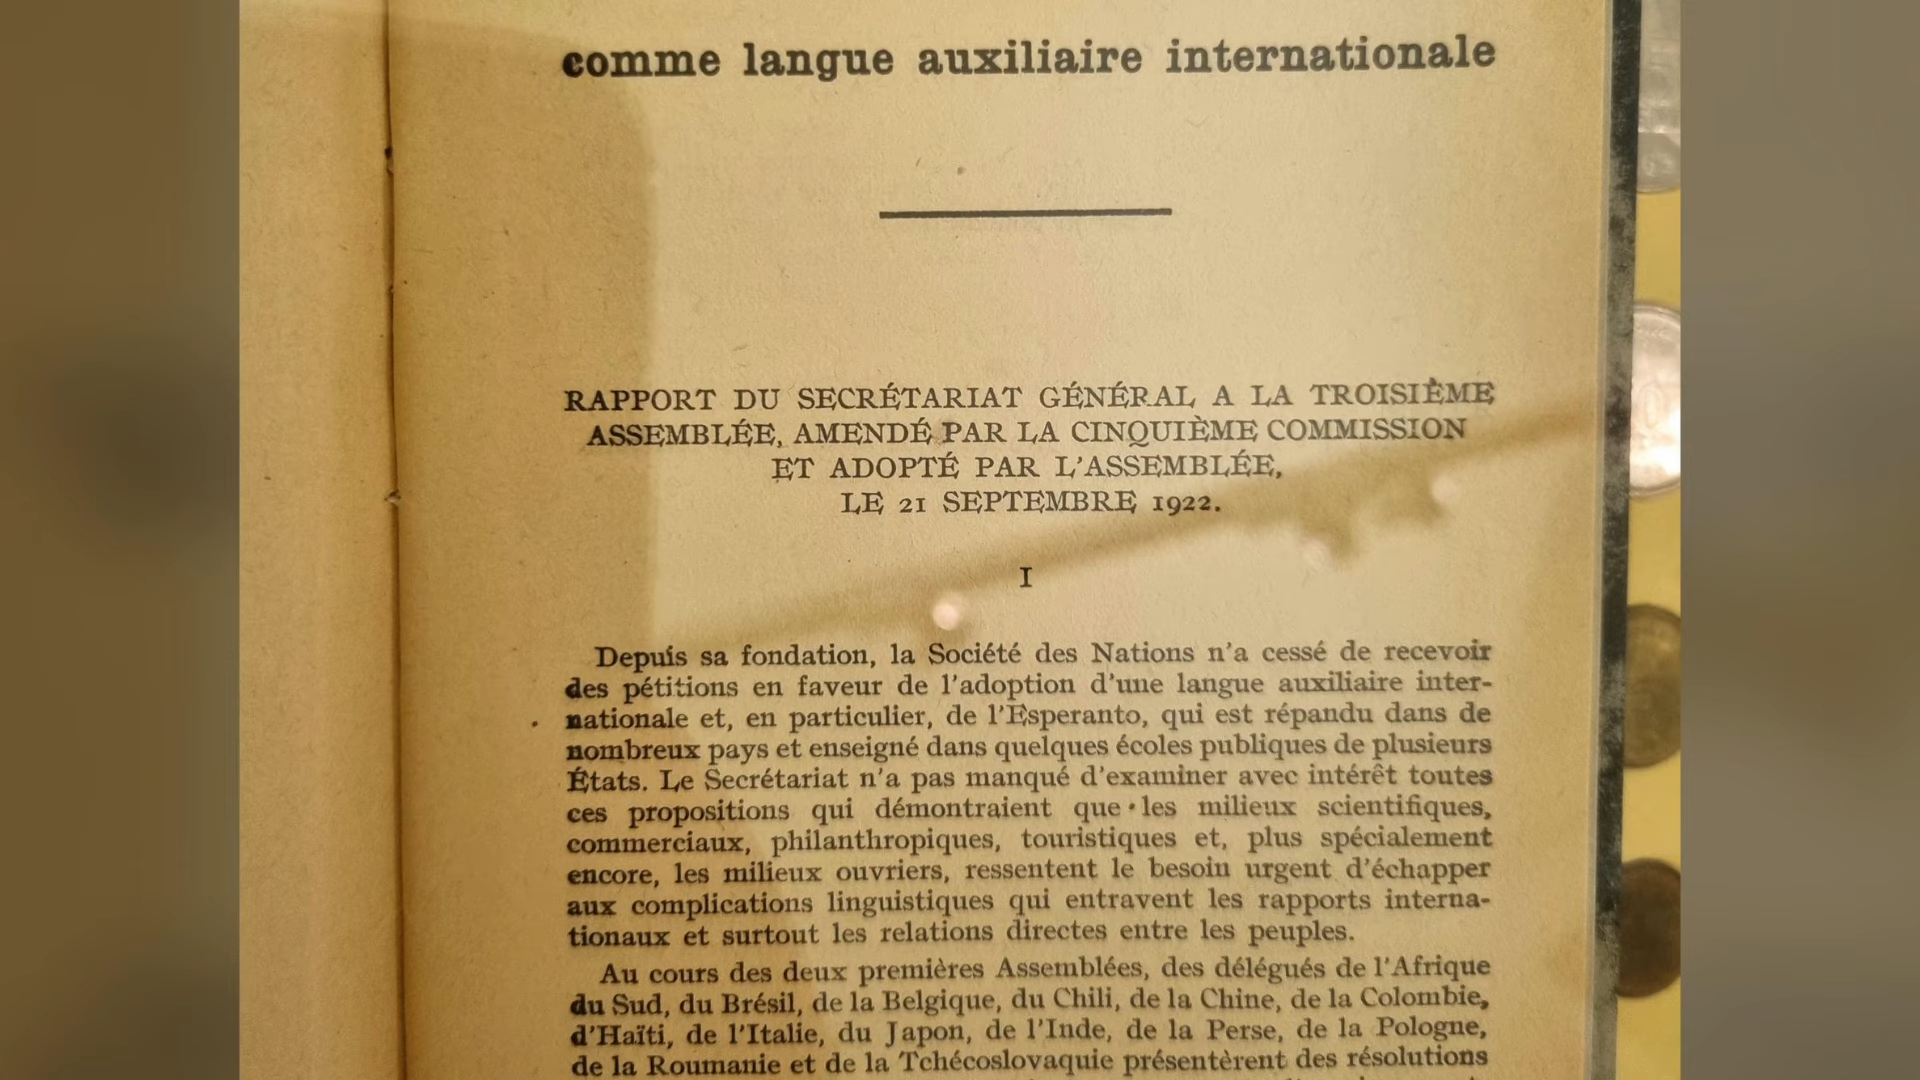 comme langue auxiliaire internationale
RAPPORT DU SECRÉTARIAT GÉNÉRAL A LA TROISIÈME
ASSEMBLÉE, AMENDÉ PAR LA CINQUIÈME COMMISSION
ET ADOPTÉ PAR L'ASSEMBLÉE,
LE 21 SEPTEMBRE 1922.
I
Depuis sa fondation, la Société des Nations n'a cessé de recevoir
des pétitions en faveur de l'adoption d'une langue auxiliaire inter-
nationale et, en particulier, de l'Esperanto, qui est répandu dans de
nombreux pays et enseigné dans quelques écoles publiques de plusieurs
États. Le Secrétariat n'a pas manqué d'examiner avec intérêt toutes
ces propositions qui démontraient que les milieux scientifiques,
commerciaux, philanthropiques, touristiques et, plus spécialement
encore, les milieux ouvriers, ressentent le besoin urgent d'échapper
aux complications linguistiques qui entravent les rapports interna-
tionaux et surtout les relations directes entre les peuples.
Au cours des deux premières Assemblées, des délégués de l'Afrique
du Sud, du Brésil, de la Belgique, du Chili, de la Chine, de la Colombie,
d'Haïti, de l'Italie, du Japon, de l'Inde, de la Perse, de la Pologne,
de la Roumanie et de la Tchécoslovaquie présentèrent des résolutions